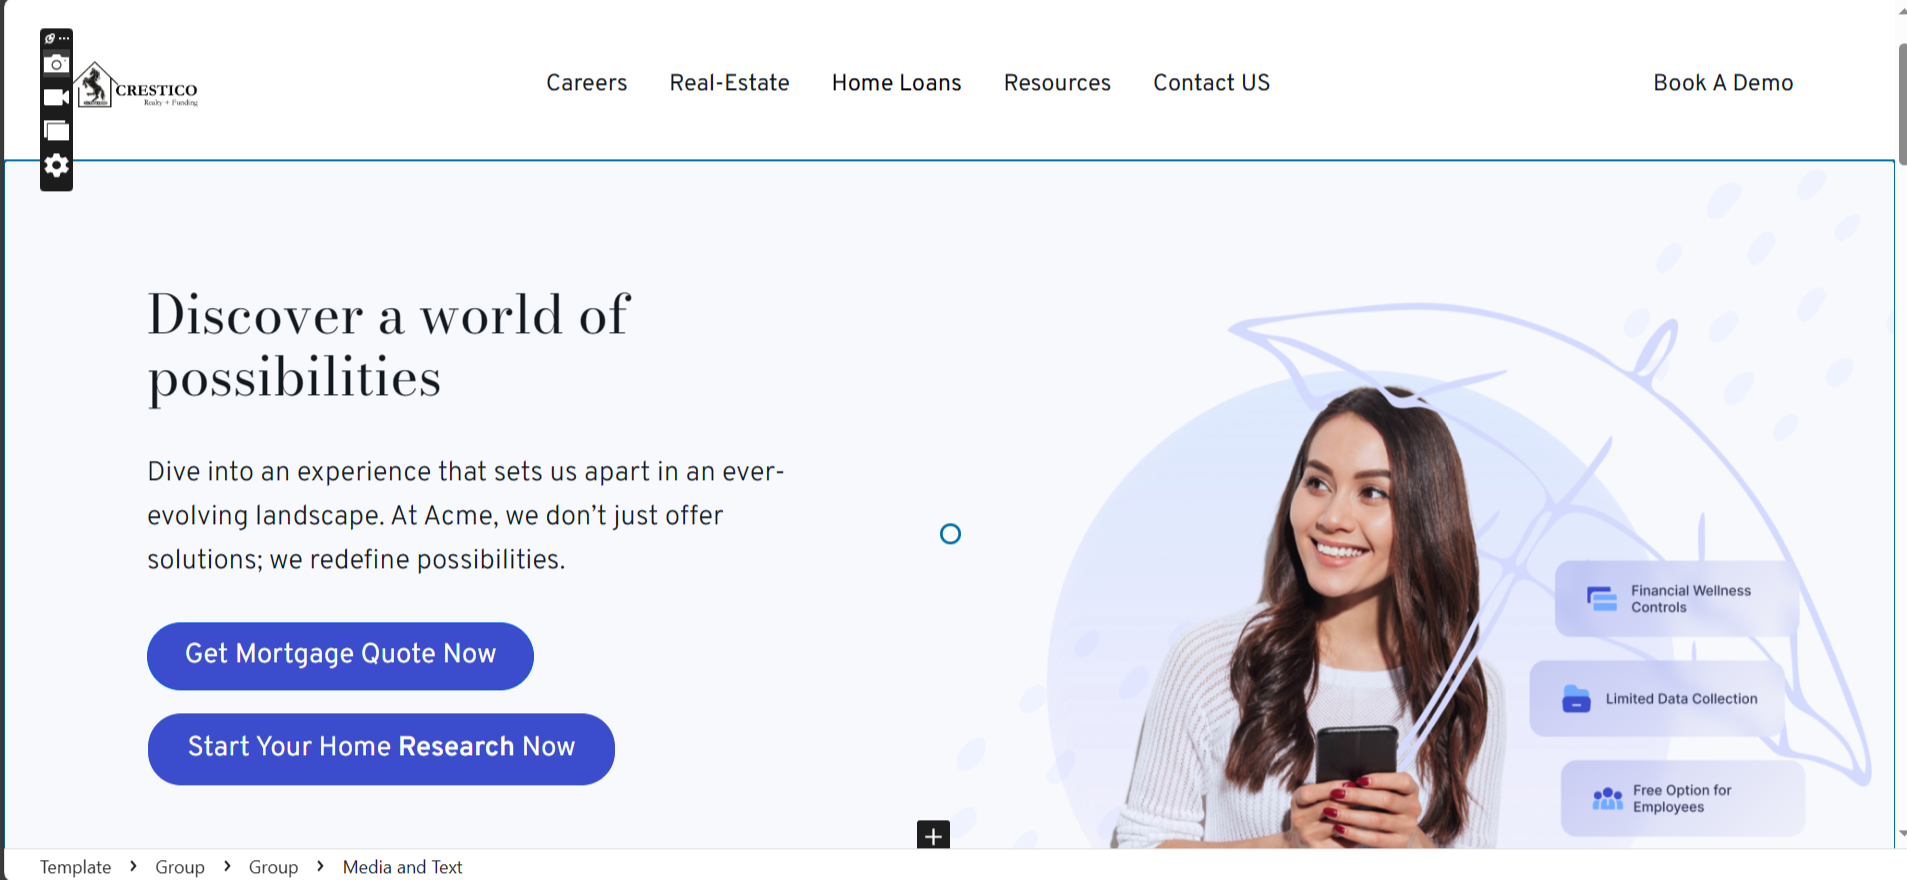 CRESTICO
Realty + Funding
Careers Real-Estate Home Loans Resources Contact US Book A Demo
Discover a world of
possibilities
Dive into an experience that sets us apart in an ever-
evolving landscape. At Acme, we don’t just offer
solutions; we redefine possibilities.
Get Mortgage Quote Now
Start Your Home Research Now
Financial Wellness
Controls
Limited Data Collection
Free Option for
Employees
Template > Group > Group > Media and Text